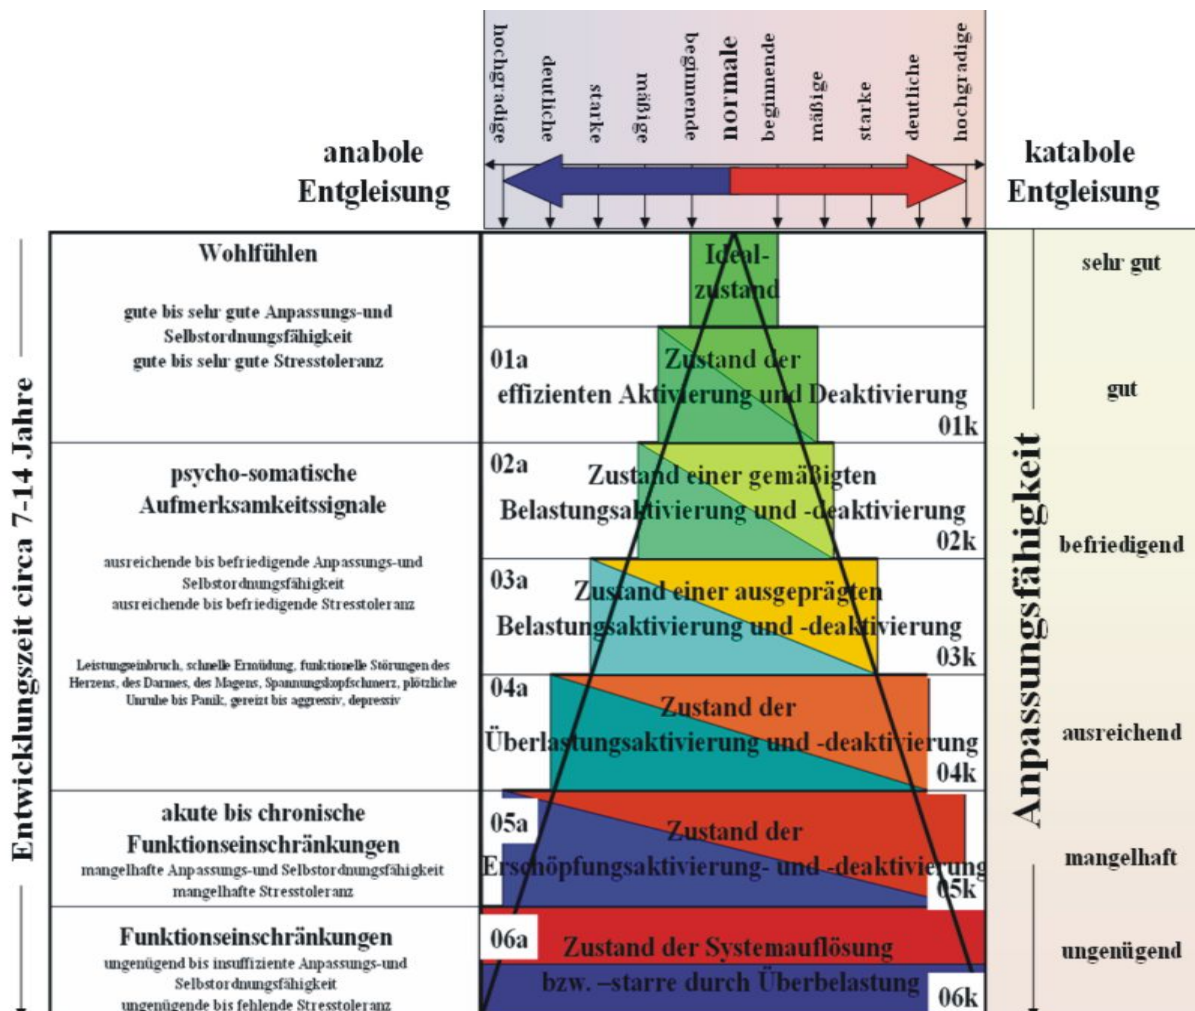 hochgradige
deutliche
starke
mäßige
beginnende
normale
beginnende
mäßige
starke
deutliche
hochgradige
anabole
Entgleisung
katabole
Entgleisung
Entwicklungszeit circa 7-14 Jahre
Wohlfühlen
gute bis sehr gute Anpassungs-und
Selbstordnungsfähigkeit
gute bis sehr gute Stresstoleranz
psycho-somatische
Aufmerksamkeitssignale
ausreichende bis befriedigende Anpassungs-und
Selbstordnungsfähigkeit
ausreichende bis befriedigende Stresstoleranz
Leistungseinbruch, schnelle Ermüdung, funktionelle Störungen des
Herzens, des Darmes, des Magens, Spannungskopfschmerz, plötzliche
Unruhe bis Panik, gereizt bis aggressiv, depressiv
akute bis chronische
Funktionseinschränkungen
mangelhafte Anpassungs-und Selbstordnungsfähigkeit
mangelhafte Stresstoleranz
Funktionseinschränkungen
ungenügend bis insuffiziente Anpassungs-und
Selbstordnungsfähigkeit
ungenügende bis fehlende Stresstoleranz
Ideal-
zustand
01a
Zustand der
effizienten Aktivierung und Deaktivierung
01k
02a
Zustand einer gemäßigten
Belastungsaktivierung und -deaktivierung
02k
03a
Zustand einer ausgeprägten
Belastungsaktivierung und -deaktivierung
03k
04a
Zustand der
Überlastungsaktivierung und -deaktivierung
04k
05a
Zustand der
Erschöpfungsaktivierung- und -deaktivierung
05k
06a
Zustand der Systemauflösung
bzw. –starre durch Überbelastung
06k
Anpassungsfähigkeit
sehr gut
gut
befriedigend
ausreichend
mangelhaft
ungenügend